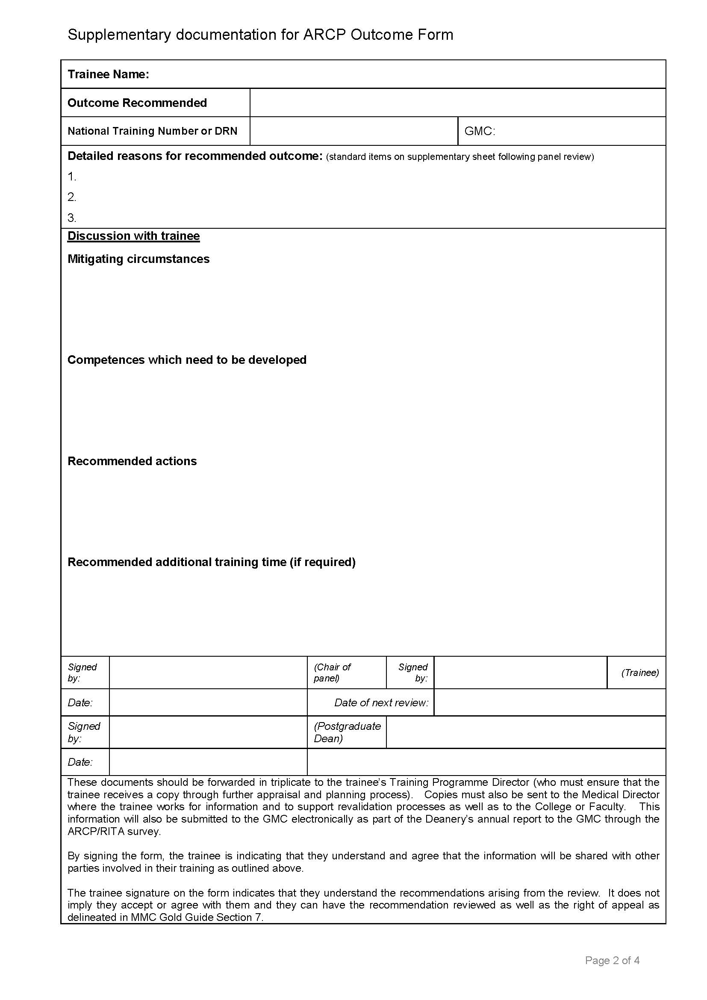 Supplementary documentation for ARCP Outcome Form
Trainee Name:
Outcome Recommended
National Training Number or DRN
GMC:
Detailed reasons for recommended outcome: (standard items on supplementary sheet following panel review)
1.
2.
3.
Discussion with trainee
Mitigating circumstances
Competences which need to be developed
Recommended actions
Recommended additional training time (if required)
Signed
by:
(Chair of
panel)
Signed
by:
(Trainee)
Date:
Date of next review:
Signed
by:
(Postgraduate
Dean)
Date:
These documents should be forwarded in triplicate to the trainee’s Training Programme Director (who must ensure that the
trainee receives a copy through further appraisal and planning process). Copies must also be sent to the Medical Director
where the trainee works for information and to support revalidation processes as well as to the College or Faculty. This
information will also be submitted to the GMC electronically as part of the Deanery’s annual report to the GMC through the
ARCP/RITA survey.
By signing the form, the trainee is indicating that they understand and agree that the information will be shared with other
parties involved in their training as outlined above.
The trainee signature on the form indicates that they understand the recommendations arising from the review. It does not
imply they accept or agree with them and they can have the recommendation reviewed as well as the right of appeal as
delineated in MMC Gold Guide Section 7.
Page 2 of 4